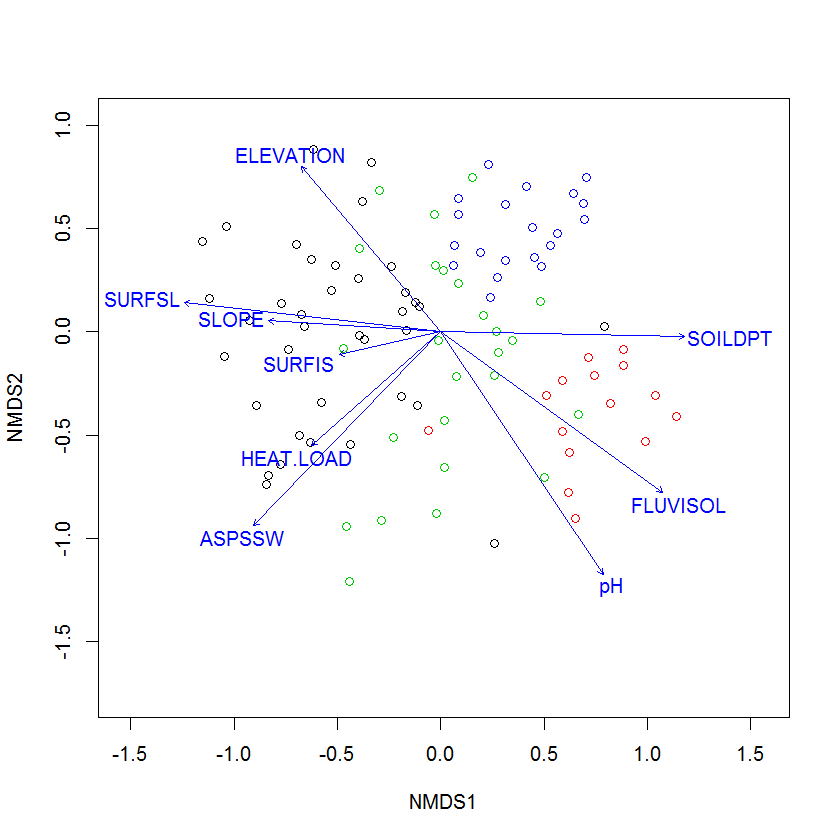 1.0
ELEVATION
0.5
SURFSL
SLOPE
0.0
SOILDPT
SURFIS
NMDS2
-0.5
HEAT.LOAD
FLUVISOL
ASPSSW
-1.0
pH
-1.5
-1.5 -1.0 -0.5 0.0 0.5 1.0 1.5
NMDS1